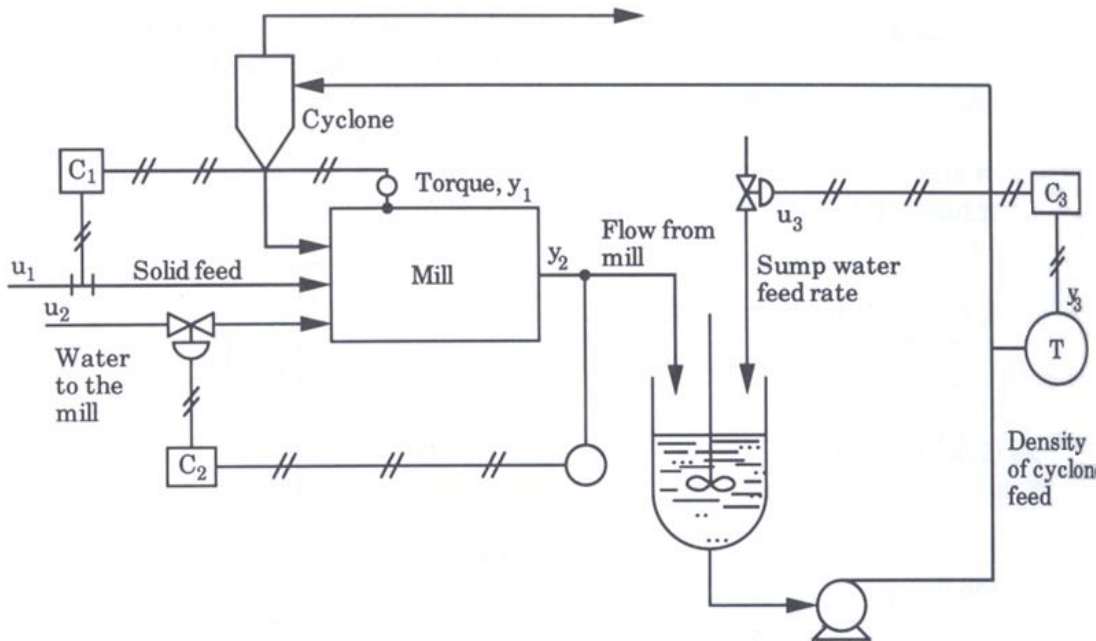 Cyclone
C1
Torque, y1
u1
Solid feed
Mill
y2
Flow from
mill
u2
Water
to the
mill
C2
u3
Sump water
feed rate
C3
y3
T
Density
of cyclon
feed